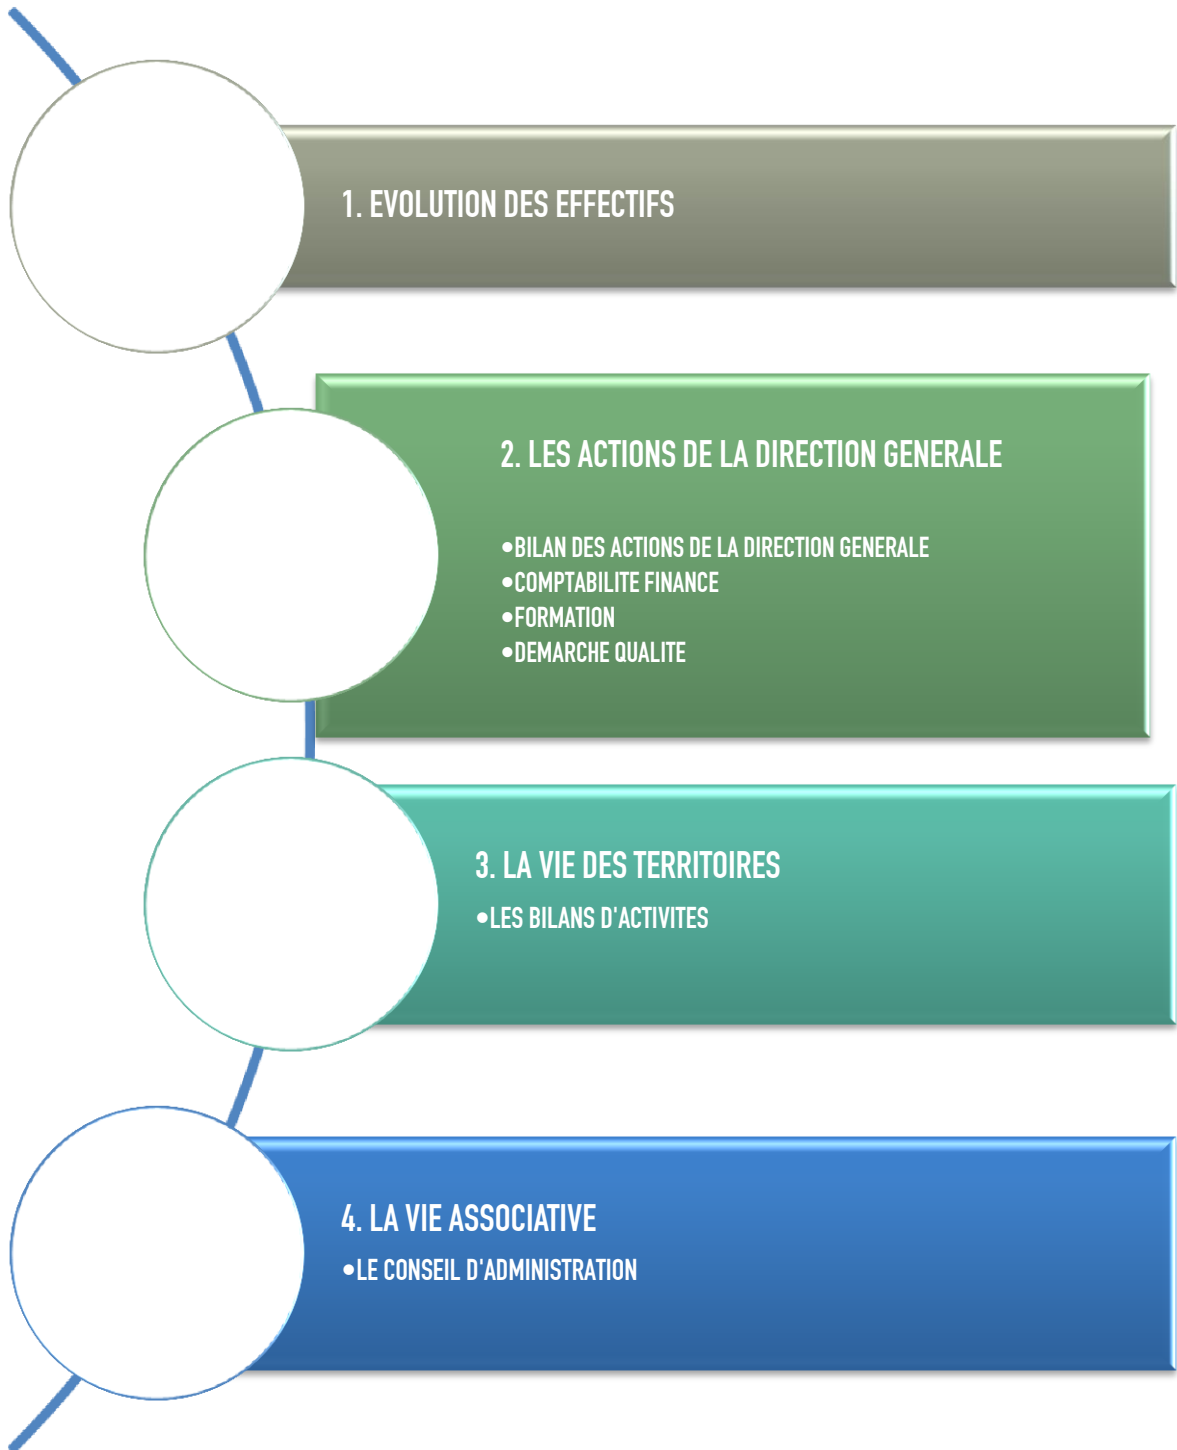 1. EVOLUTION DES EFFECTIFS
2. LES ACTIONS DE LA DIRECTION GENERALE
•BILAN DES ACTIONS DE LA DIRECTION GENERALE
•COMPTABILITE FINANCE
•FORMATION
•DEMARCHE QUALITE
3. LA VIE DES TERRITOIRES
•LES BILANS D'ACTIVITES
4. LA VIE ASSOCIATIVE
•LE CONSEIL D'ADMINISTRATION